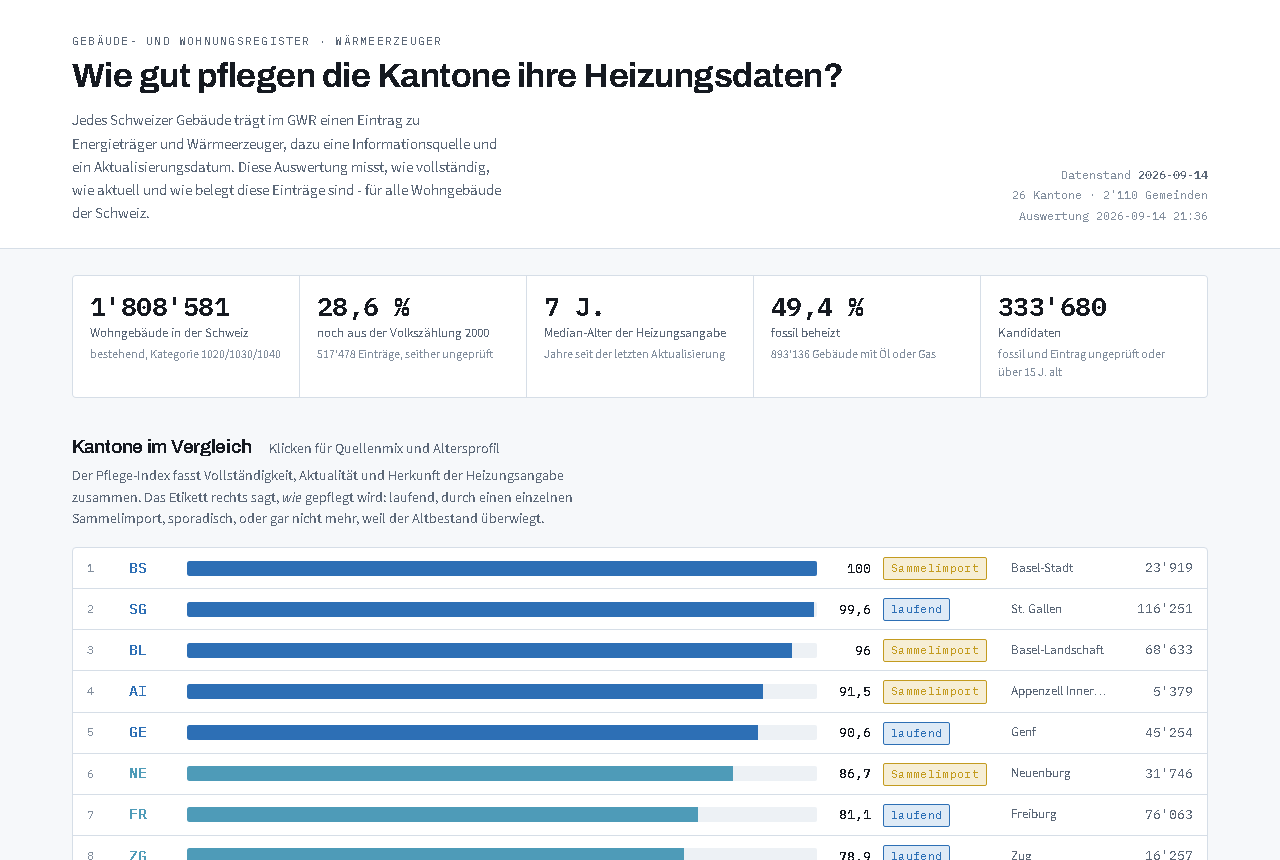 GEBÄUDE- UND WOHNUNGSREGISTER · WÄRMEERZEUGER
Wie gut pflegen die Kantone ihre Heizungsdaten?
Jedes Schweizer Gebäude trägt im GWR einen Eintrag zu
Energieträger und Wärmeerzeuger, dazu eine Informationsquelle und
ein Aktualisierungsdatum. Diese Auswertung misst, wie vollständig,
wie aktuell und wie belegt diese Einträge sind - für alle Wohngebäude
der Schweiz.
Datenstand 2026-09-14
26 Kantone · 2'110 Gemeinden
Auswertung 2026-09-14 21:36
1'808'581
Wohngebäude in der Schweiz
bestehend, Kategorie 1020/1030/1040
28,6 %
noch aus der Volkszählung 2000
517'478 Einträge, seither ungeprüft
7 J.
Median-Alter der Heizungsangabe
Jahre seit der letzten Aktualisierung
49,4 %
fossil beheizt
893'136 Gebäude mit Öl oder Gas
333'680
Kandidaten
fossil und Eintrag ungeprüft oder
über 15 J. alt
Kantone im Vergleich Klicken für Quellenmix und Altersprofil
Der Pflege-Index fasst Vollständigkeit, Aktualität und Herkunft der Heizungsangabe
zusammen. Das Etikett rechts sagt, wie gepflegt wird: laufend, durch einen einzelnen
Sammelimport, sporadisch, oder gar nicht mehr, weil der Altbestand überwiegt.
1 BS 100 Sammelimport Basel-Stadt 23'919
2 SG 99,6 laufend St. Gallen 116'251
3 BL 96 Sammelimport Basel-Landschaft 68'633
4 AI 91,5 Sammelimport Appenzell Inner... 5'379
5 GE 90,6 laufend Genf 45'254
6 NE 86,7 Sammelimport Neuenburg 31'746
7 FR 81,1 laufend Freiburg 76'063
8 ZG 78,9 laufend Zug 16'257